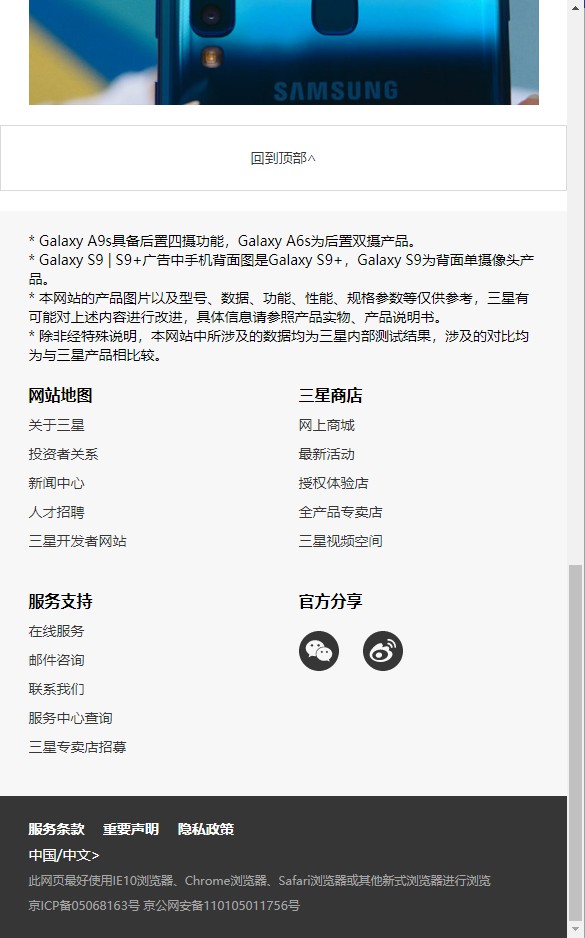 SAMSUNG
回到顶部^
* Galaxy A9s具备后置四摄功能，Galaxy A6s为后置双摄产品。
* Galaxy S9 | S9+广告中手机背面图是Galaxy S9+，Galaxy S9为背面单摄像头产
品。
* 本网站的产品图片以及型号、数据、功能、性能、规格参数等仅供参考，三星有
可能对上述内容进行改进，具体信息请参照产品实物、产品说明书。
* 除非经特殊说明，本网站中所涉及的数据均为三星内部测试结果，涉及的对比均
为与三星产品相比较。
网站地图
关于三星
投资者关系
新闻中心
人才招聘
三星开发者网站
三星商店
网上商城
最新活动
授权体验店
全产品专卖店
三星视频空间
服务支持
在线服务
邮件咨询
联系我们
服务中心查询
三星专卖店招募
官方分享
服务条款 重要声明 隐私政策
中国/中文>
此网页最好使用IE10浏览器、Chrome浏览器、Safari浏览器或其他新式浏览器进行浏览
京ICP备05068163号 京公网安备110105011756号